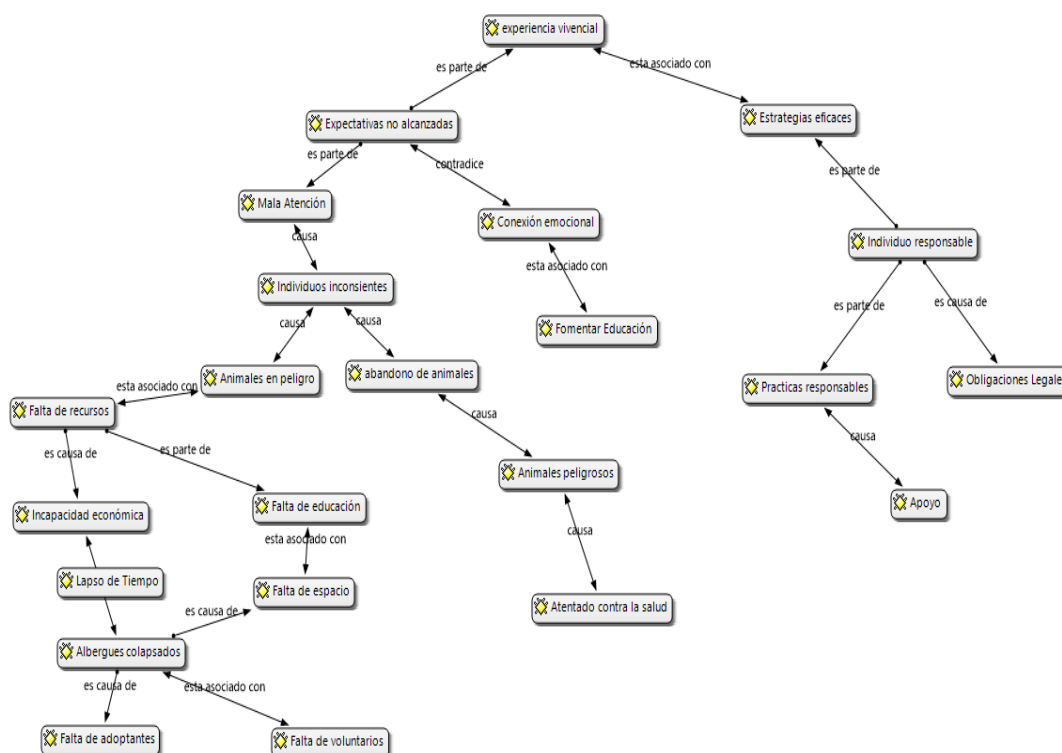 experiencia vivencial
es parte de
esta asociado con
Expectativas no alcanzadas
Estrategias eficaces
es parte de
contradice
es parte de
Mala Atención
Conexión emocional
causa
Individuo responsable
esta asociado con
Individuos inconsientes
es parte de
es causa de
causa
causa
Fomentar Educación
Animales en peligro
abandono de animales
Practicas responsables
Obligaciones Legales
esta asociado con
Falta de recursos
causa
causa
es causa de
es parte de
Animales peligrosos
Apoyo
Falta de educación
Incapacidad económica
esta asociado con
causa
Lapso de Tiempo
Falta de espacio
es causa de
Atentado contra la salud
Albergues colapsados
es causa de
esta asociado con
Falta de adoptantes
Falta de voluntarios